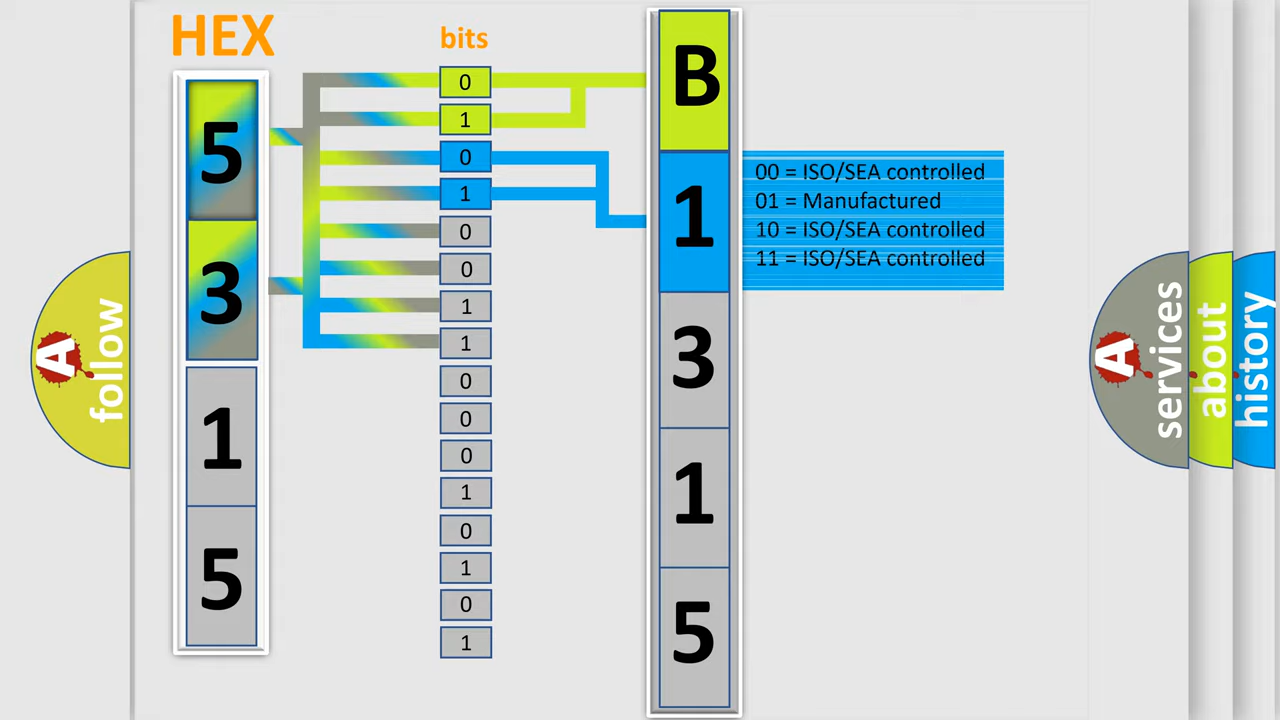 HEX
bits
5
3
1
5
0
1
0
1
0
0
1
1
0
0
0
1
0
1
0
1
B
1
3
1
5
00 = ISO/SEA controlled
01 = Manufactured
10 = ISO/SEA controlled
11 = ISO/SEA controlled
A
follow
A
services
about
history